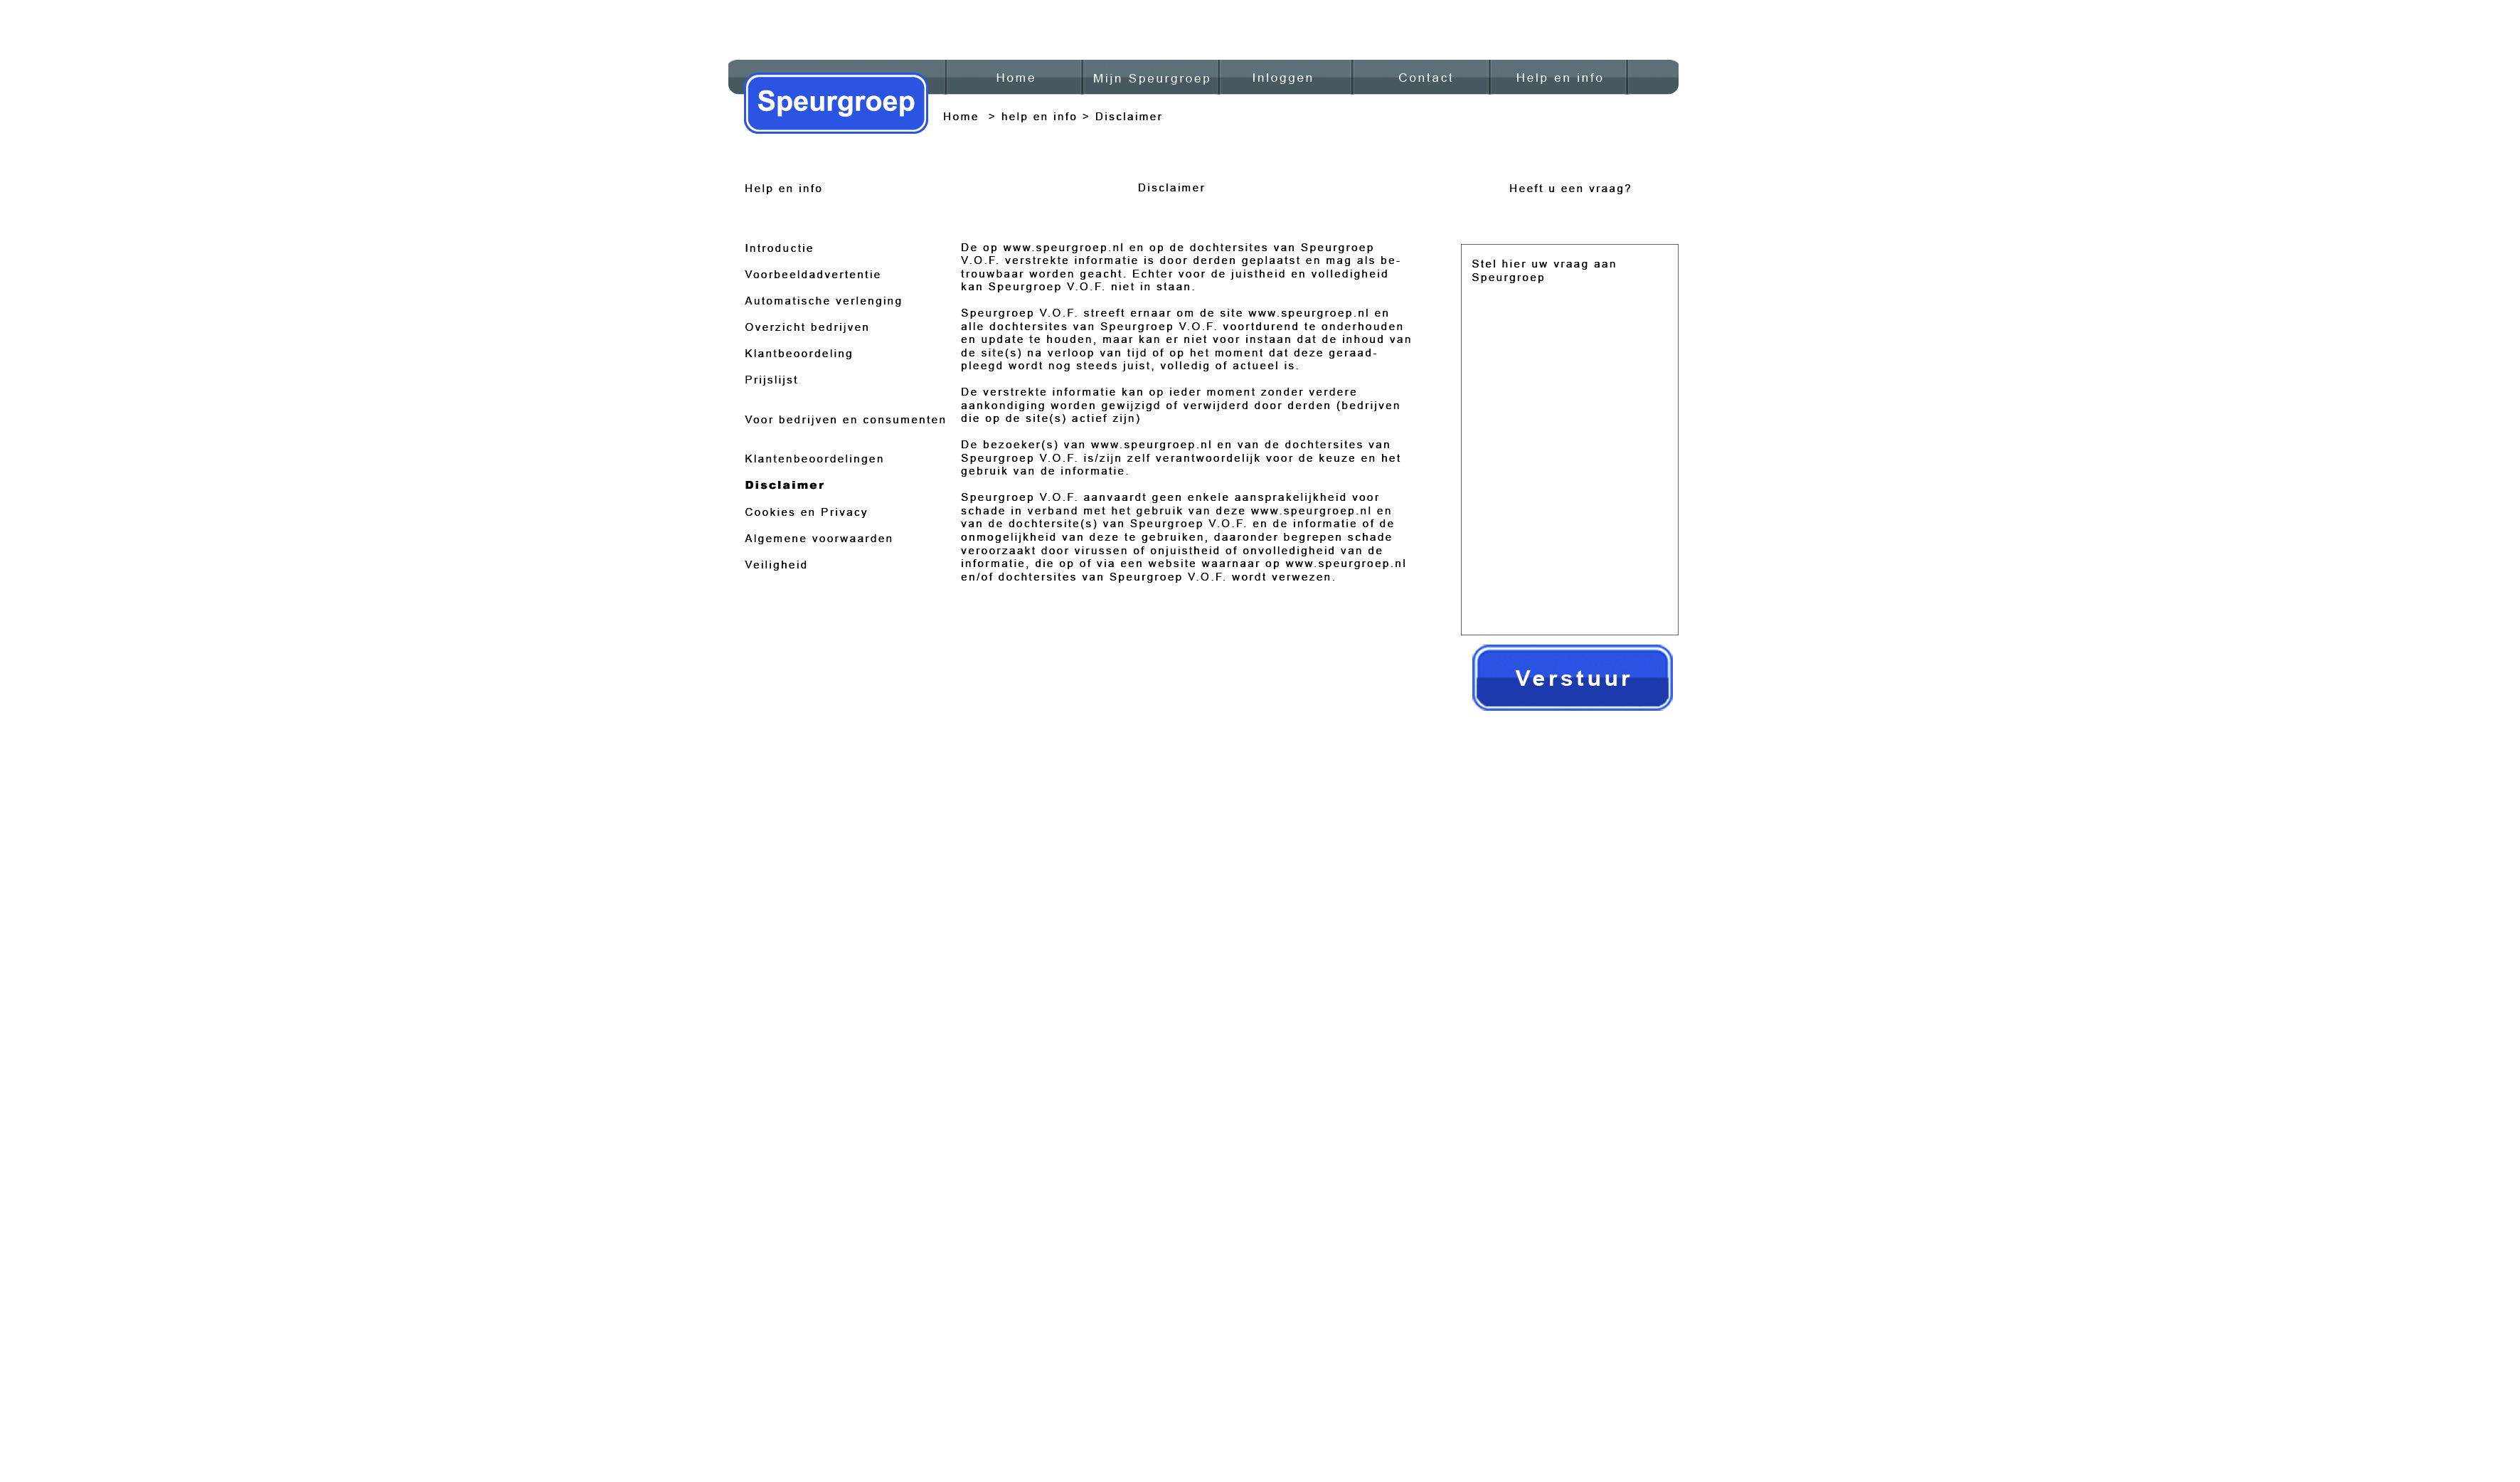 Home
Mijn Speurgroep
Inloggen
Contact
Help en info
Speurgroep
Home > help en info > Disclaimer
Help en info
Introductie
Voorbeeldadvertentie
Automatische verlenging
Overzicht bedrijven
Klantbeoordeling
Prijslijst
Voor bedrijven en consumenten
Klantenbeoordelingen
Disclaimer
Cookies en Privacy
Algemene voorwaarden
Veiligheid
Disclaimer
De op www.speurgroep.nl en op de dochtersites van Speurgroep
V.O.F. verstrekte informatie is door derden geplaatst en mag als be-
trouwbaar worden geacht. Echter voor de juistheid en volledigheid
kan Speurgroep V.O.F. niet in staan.
Speurgroep V.O.F. streeft ernaar om de site www.speurgroep.nl en
alle dochtersites van Speurgroep V.O.F. voortdurend te onderhouden
en update te houden, maar kan er niet voor instaan dat de inhoud van
de site(s) na verloop van tijd of op het moment dat deze geraad-
pleegd wordt nog steeds juist, volledig of actueel is.
De verstrekte informatie kan op ieder moment zonder verdere
aankondiging worden gewijzigd of verwijderd door derden (bedrijven
die op de site(s) actief zijn)
De bezoeker(s) van www.speurgroep.nl en van de dochtersites van
Speurgroep V.O.F. is/zijn zelf verantwoordelijk voor de keuze en het
gebruik van de informatie.
Speurgroep V.O.F. aanvaardt geen enkele aansprakelijkheid voor
schade in verband met het gebruik van deze www.speurgroep.nl en
van de dochtersite(s) van Speurgroep V.O.F. en de informatie of de
onmogelijkheid van deze te gebruiken, daaronder begrepen schade
veroorzaakt door virussen of onjuistheid of onvolledigheid van de
informatie, die op of via een website waarnaar op www.speurgroep.nl
en/of dochtersites van Speurgroep V.O.F. wordt verwezen.
Heeft u een vraag?
Stel hier uw vraag aan
Speurgroep
Verstuur